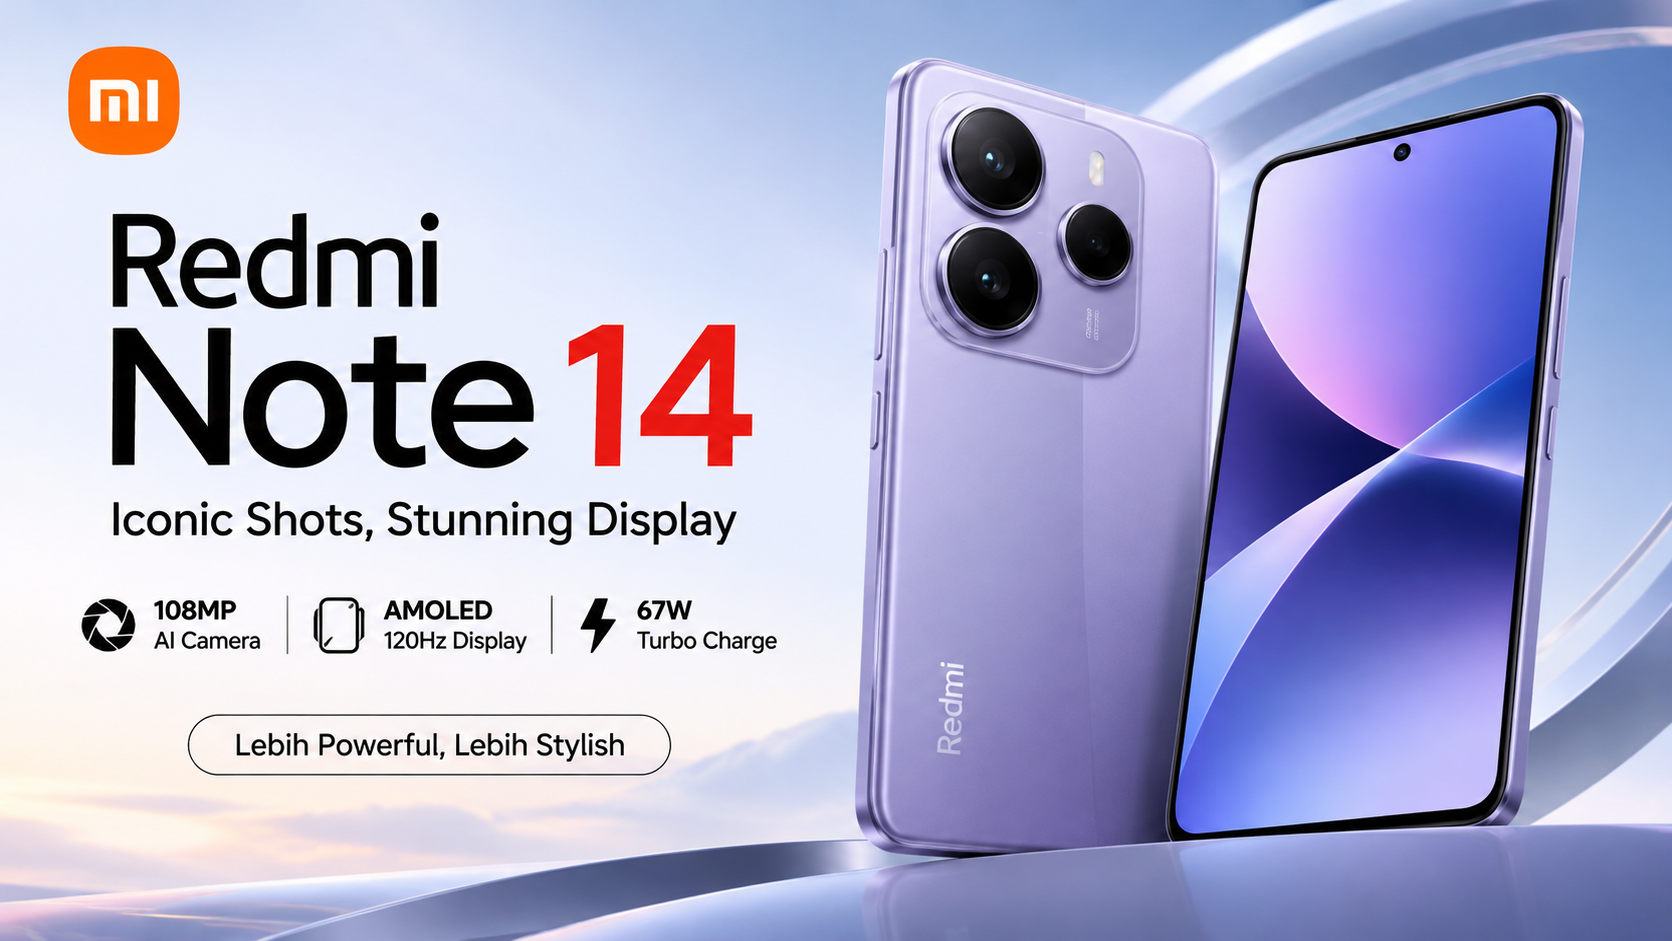 mi
Redmi
Note 14
Iconic Shots, Stunning Display
108MP
AI Camera
AMOLED
120Hz Display
67W
Turbo Charge
Lebih Powerful, Lebih Stylish
Redmi